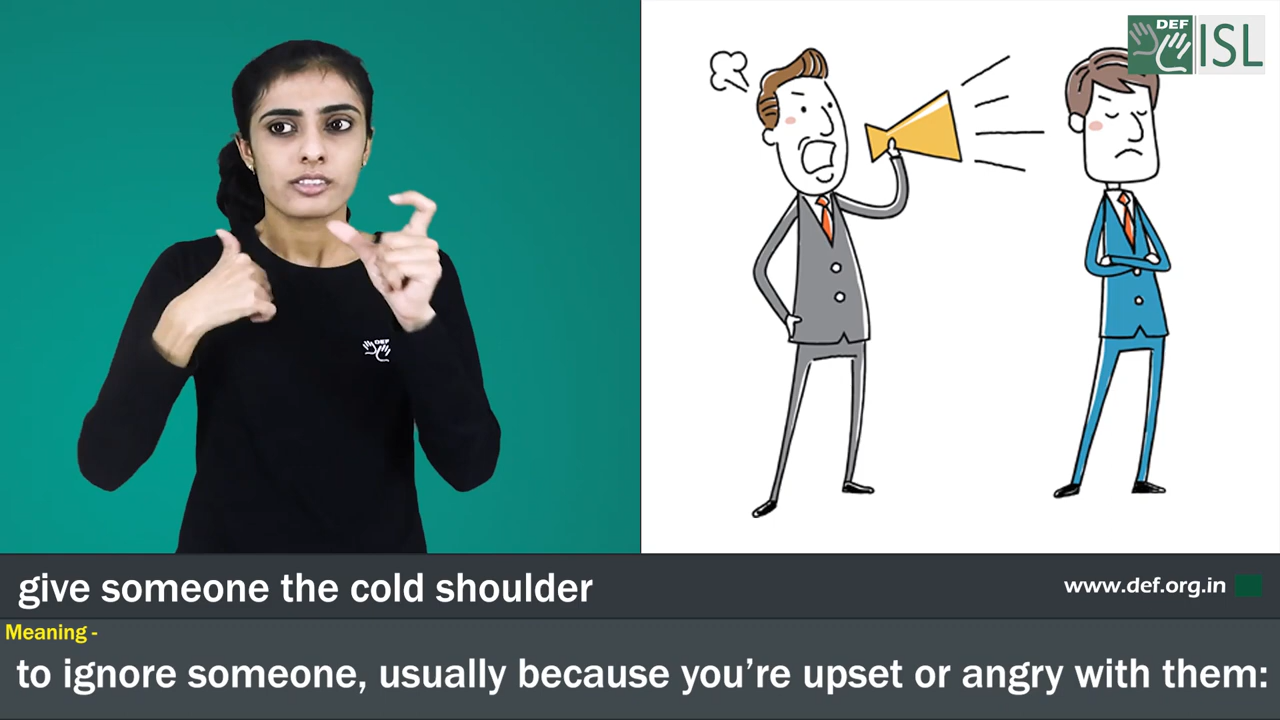 DEF
ISL
DEF
give someone the cold shoulder
www.def.org.in
Meaning -
to ignore someone, usually because you're upset or angry with them: